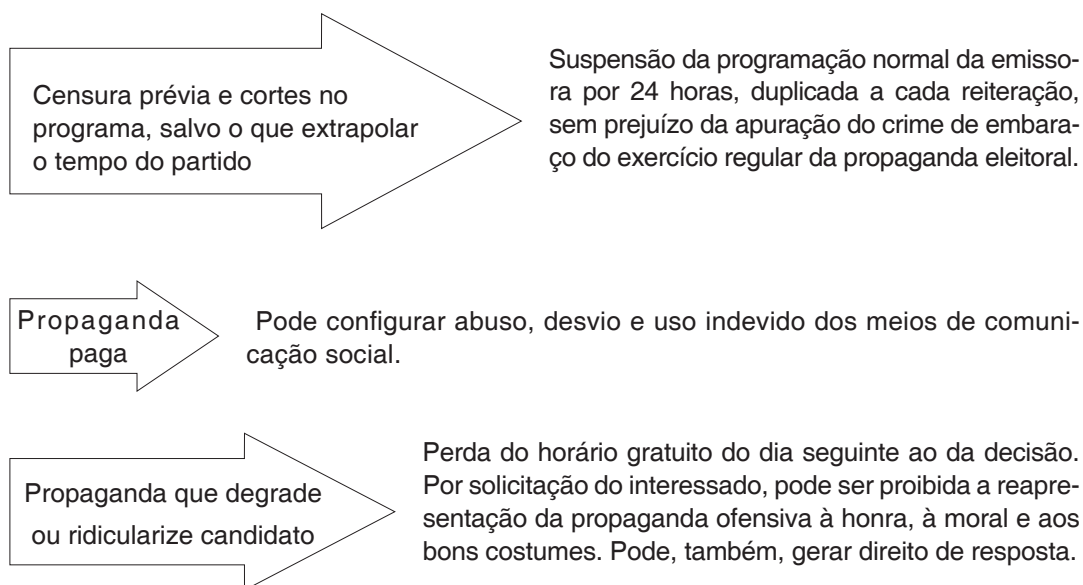 Censura prévia e cortes no
programa, salvo o que extrapolar
o tempo do partido
Suspensão da programação normal da emisso-
ra por 24 horas, duplicada a cada reiteração,
sem prejuízo da apuração do crime de embara-
ço do exercício regular da propaganda eleitoral.
Propaganda
paga
Pode configurar abuso, desvio e uso indevido dos meios de comuni-
cação social.
Propaganda que degrade
ou ridicularize candidato
Perda do horário gratuito do dia seguinte ao da decisão.
Por solicitação do interessado, pode ser proibida a reapre-
sentação da propaganda ofensiva à honra, à moral e aos
bons costumes. Pode, também, gerar direito de resposta.